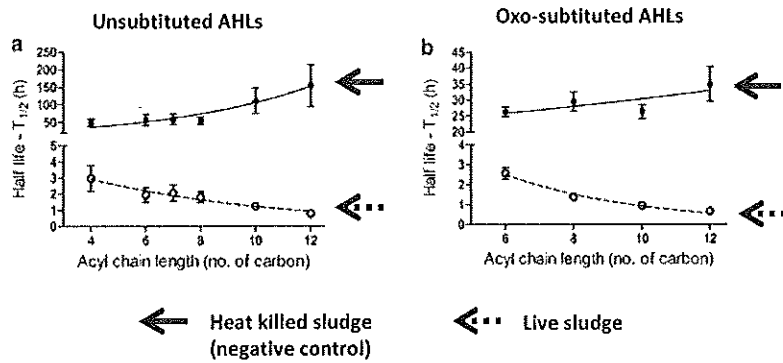 Unsubtituted AHLs
Oxo-subtituted AHLs
a
250
200
150
100
50
5
4
3
2
1
0
Half life - T1/2 (h)
4 6 7 8 10 12
Acyl chain length (no. of carbon)
b
45
40
35
30
25
20
4
3
2
1
0
Half life - T1/2 (h)
6 8 10 12
Acyl chain length (no. of carbon)
Heat killed sludge
(negative control)
Live sludge